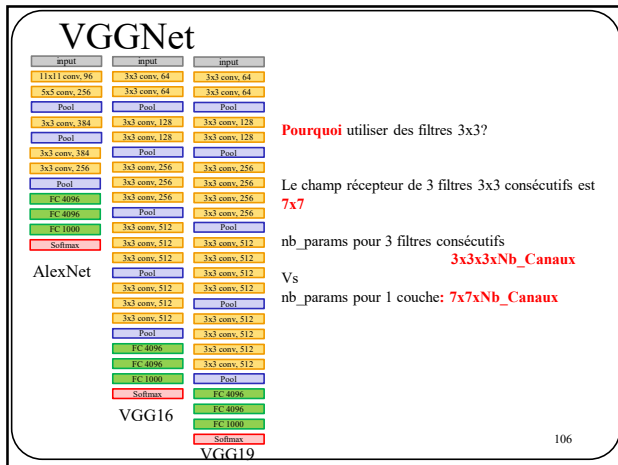 VGGNet
input
11x11 conv, 96
5x5 conv, 256
Pool
3x3 conv, 384
Pool
3x3 conv, 384
3x3 conv, 256
Pool
FC 4096
FC 4096
FC 1000
Softmax
AlexNet
input
3x3 conv, 64
3x3 conv, 64
Pool
3x3 conv, 128
3x3 conv, 128
Pool
3x3 conv, 256
3x3 conv, 256
3x3 conv, 256
Pool
3x3 conv, 512
3x3 conv, 512
3x3 conv, 512
Pool
3x3 conv, 512
3x3 conv, 512
3x3 conv, 512
Pool
FC 4096
FC 4096
FC 1000
Softmax
VGG16
input
3x3 conv, 64
3x3 conv, 64
Pool
3x3 conv, 128
3x3 conv, 128
Pool
3x3 conv, 256
3x3 conv, 256
3x3 conv, 256
3x3 conv, 256
Pool
3x3 conv, 512
3x3 conv, 512
3x3 conv, 512
3x3 conv, 512
Pool
3x3 conv, 512
3x3 conv, 512
3x3 conv, 512
3x3 conv, 512
Pool
FC 4096
FC 4096
FC 1000
Softmax
VGG19
Pourquoi utiliser des filtres 3x3?
Le champ récepteur de 3 filtres 3x3 consécutifs est
7x7
nb_params pour 3 filtres consécutifs
3x3x3xNb_Canaux
Vs
nb_params pour 1 couche: 7x7xNb_Canaux
106